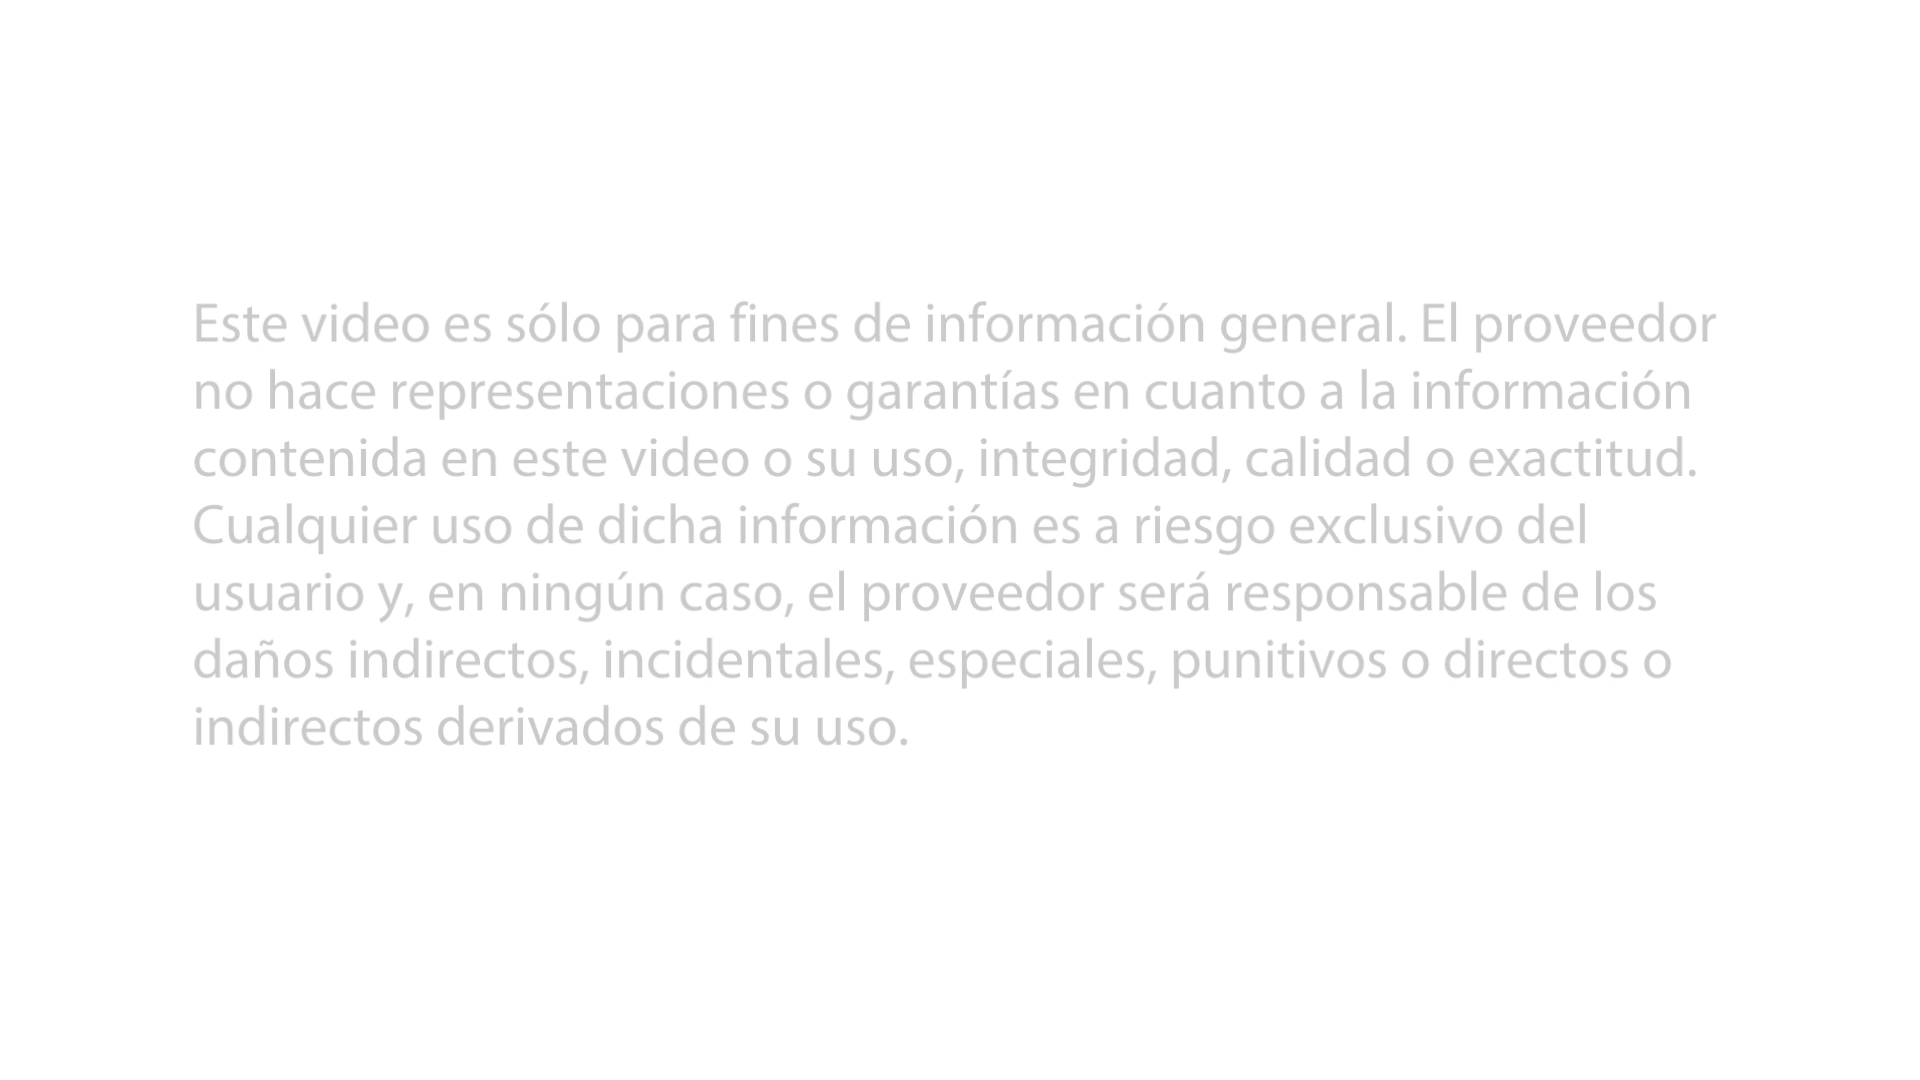 Este video es sólo para fines de información general. El proveedor
no hace representaciones o garantías en cuanto a la información
contenida en este video o su uso, integridad, calidad o exactitud.
Cualquier uso de dicha información es a riesgo exclusivo del
usuario y, en ningún caso, el proveedor será responsable de los
daños indirectos, incidentales, especiales, punitivos o directos o
indirectos derivados de su uso.